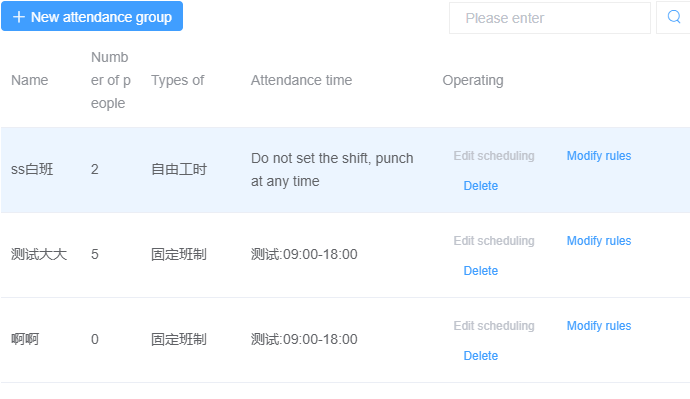 + New attendance group
Please enter
Name
Numb
er of p
eople
Types of
Attendance time
Operating
ss白班
2
自由工时
Do not set the shift, punch
at any time
Edit scheduling
Modify rules
Delete
测试大大
5
固定班制
测试:09:00-18:00
Edit scheduling
Modify rules
Delete
啊啊
0
固定班制
测试:09:00-18:00
Edit scheduling
Modify rules
Delete